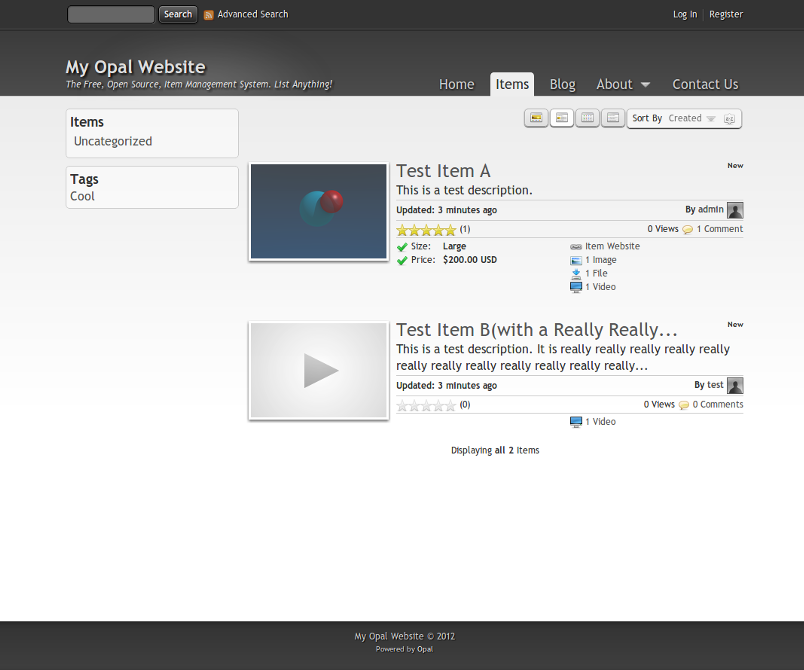 Search
Advanced Search
Log In
Register
My Opal Website
The Free, Open Source, Item Management System. List Anything!
Home
Items
Blog
About
Contact Us
Items
Uncategorized
Tags
Cool
Sort By Created
Test Item A
New
This is a test description.
Updated: 3 minutes ago
By admin
(1)
0 Views
1 Comment
Size: Large
Price: $200.00 USD
Item Website
1 Image
1 File
1 Video
Test Item B(with a Really Really...
New
This is a test description. It is really really really really really
really really really really really really really...
Updated: 3 minutes ago
By test
(0)
0 Views
0 Comments
1 Video
Displaying all 2 Items
My Opal Website © 2012
Powered by Opal